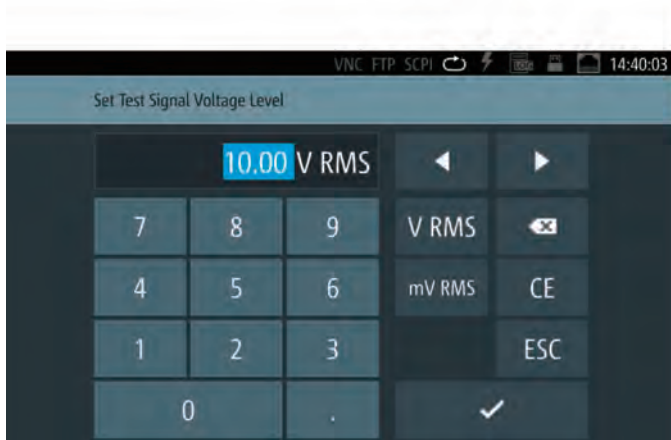 VNC FTP SCPI 14:40:03
Set Test Signal Voltage Level
10.00 V RMS
7 8 9 V RMS
4 5 6 mV RMS CE
1 2 3 ESC
0 .